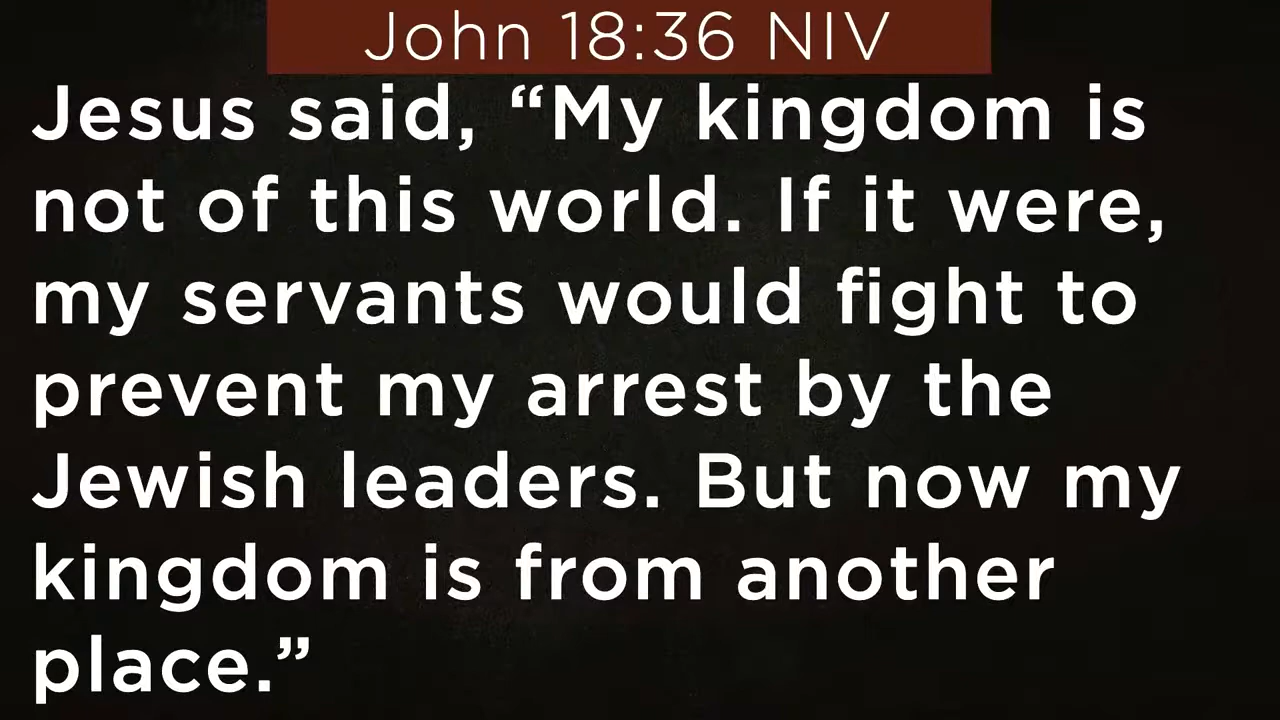 John 18:36 NIV
Jesus said, “My kingdom is
not of this world. If it were,
my servants would fight to
prevent my arrest by the
Jewish leaders. But now my
kingdom is from another
place.”